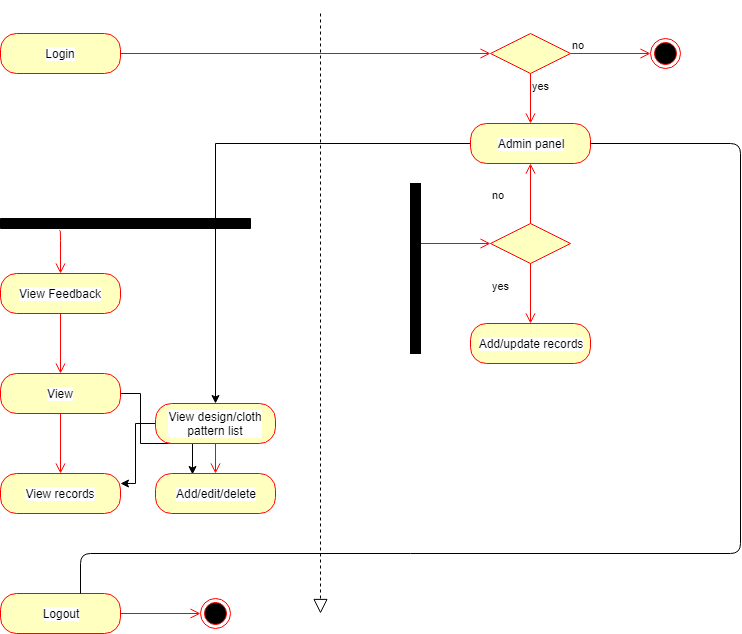 Login
no
yes
Admin panel
no
View Feedback
yes
Add/update records
View
View design/cloth
pattern list
View records
Add/edit/delete
Logout